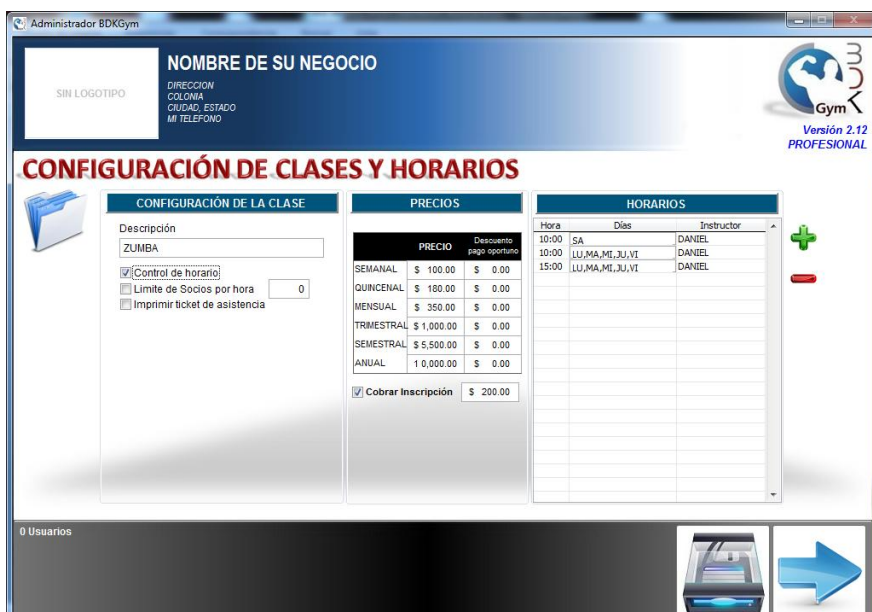 Administrador BDKGym
SIN LOGOTIPO
NOMBRE DE SU NEGOCIO
DIRECCION
COLONIA
CIUDAD, ESTADO
MI TELEFONO
BDK
Gym
Versión 2.12
PROFESIONAL
CONFIGURACIÓN DE CLASES Y HORARIOS
CONFIGURACIÓN DE LA CLASE
Descripción
ZUMBA
Control de horario
Limite de Socios por hora 0
Imprimir ticket de asistencia
PRECIOS
PRECIO Descuento pago oportuno
SEMANAL $ 100.00 $ 0.00
QUINCENAL $ 180.00 $ 0.00
MENSUAL $ 350.00 $ 0.00
TRIMESTRAL $ 1,000.00 $ 0.00
SEMESTRAL $ 5,500.00 $ 0.00
ANUAL 1 0,000.00 $ 0.00
Cobrar Inscripción $ 200.00
HORARIOS
Hora Días Instructor
10:00 SA DANIEL
10:00 LU,MA,MI,JU,VI DANIEL
15:00 LU,MA,MI,JU,VI DANIEL
0 Usuarios